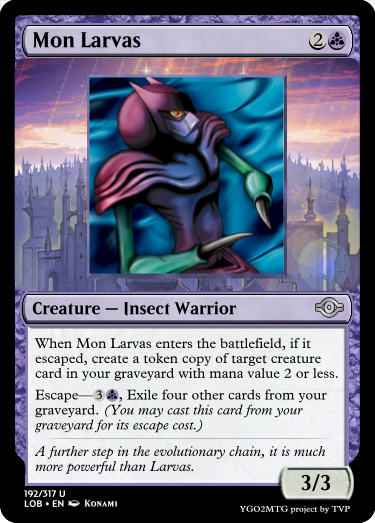 Mon Larvas 2
Creature — Insect Warrior
When Mon Larvas enters the battlefield, if it
escaped, create a token copy of target creature
card in your graveyard with mana value 2 or less.
Escape—3, Exile four other cards from your
graveyard. (You may cast this card from your
graveyard for its escape cost.)
A further step in the evolutionary chain, it is much
more powerful than Larvas.
3/3
192/317 U
LOB • EN Konami
YGO2MTG project by TVP